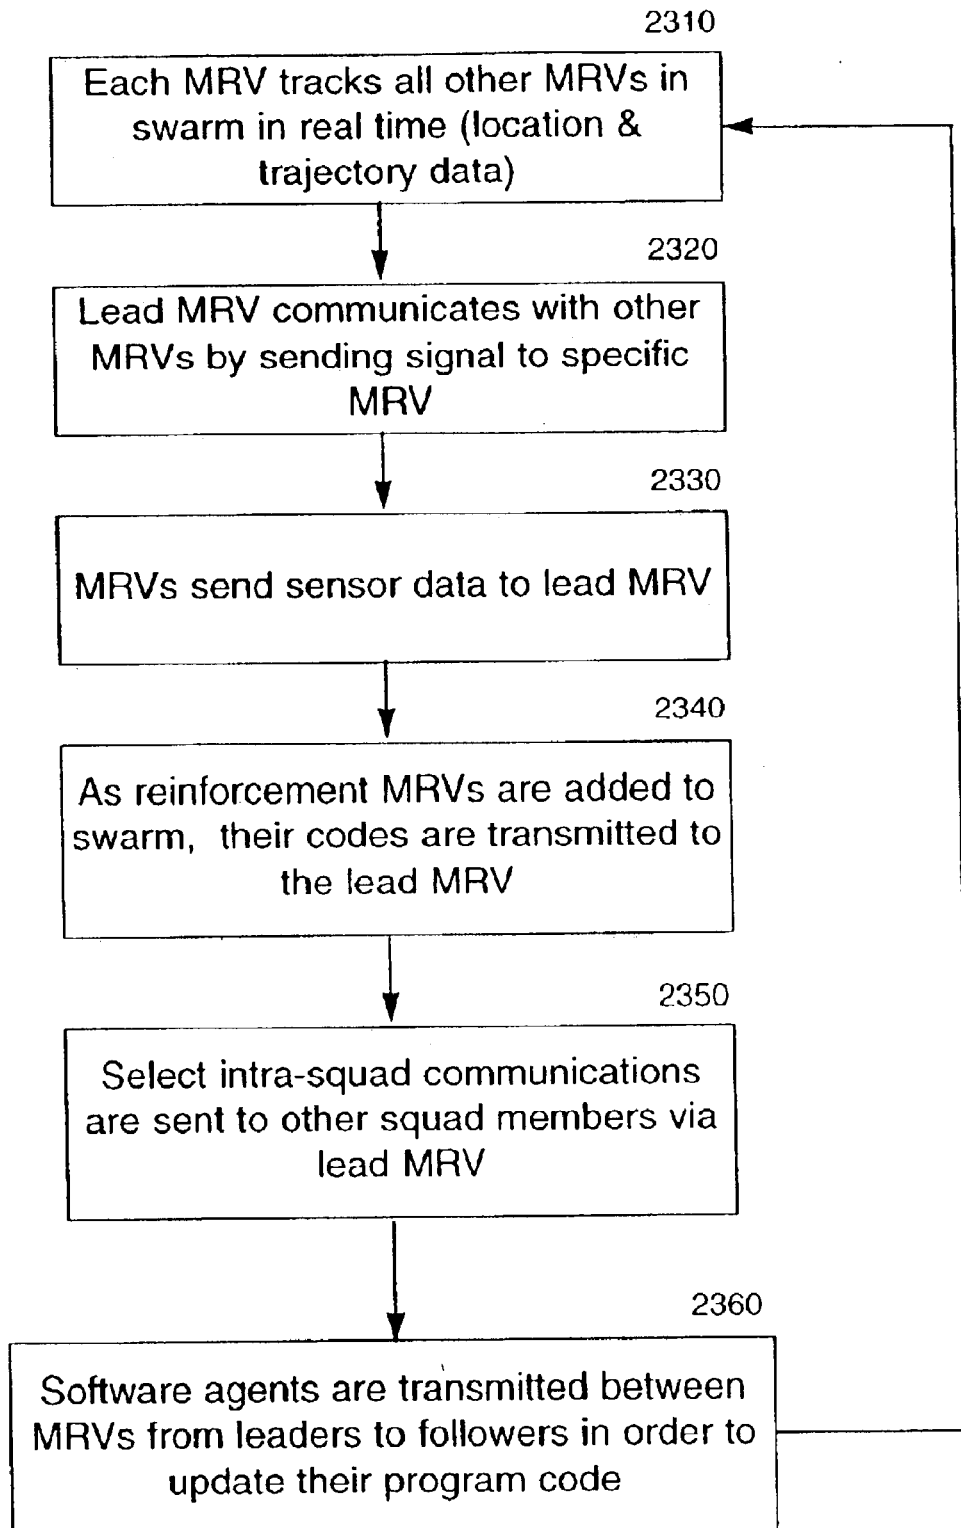 2310
Each MRV tracks all other MRVs in
swarm in real time (location &
trajectory data)
2320
Lead MRV communicates with other
MRVs by sending signal to specific
MRV
2330
MRVs send sensor data to lead MRV
2340
As reinforcement MRVs are added to
swarm, their codes are transmitted to
the lead MRV
2350
Select intra-squad communications
are sent to other squad members via
lead MRV
2360
Software agents are transmitted between
MRVs from leaders to followers in order to
update their program code